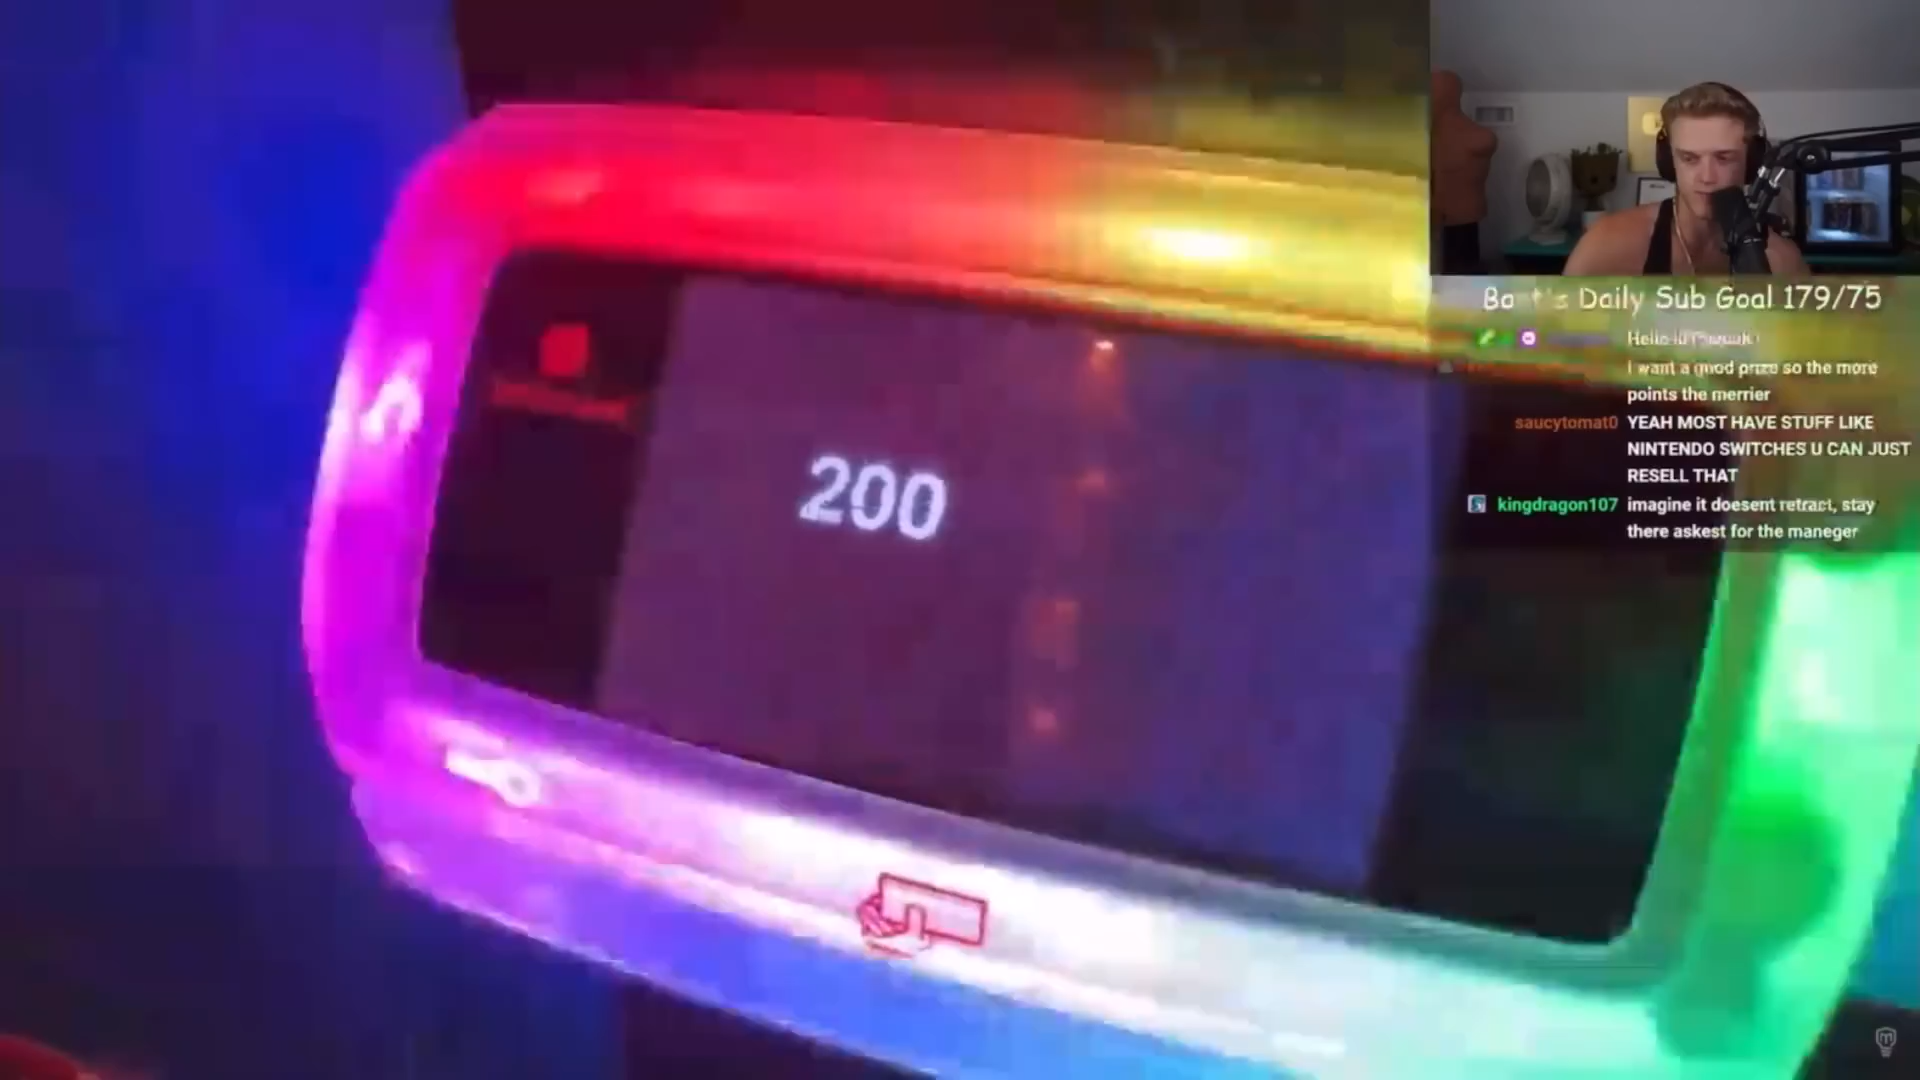 Daily Sub Goal 179/75
I want a good prize so the more
points the merrier
saucytomat0 YEAH MOST HAVE STUFF LIKE
NINTENDO SWITCHES U CAN JUST
RESELL THAT
200
kingdragon107 imagine it doesent retract, stay
there askest for the maneger